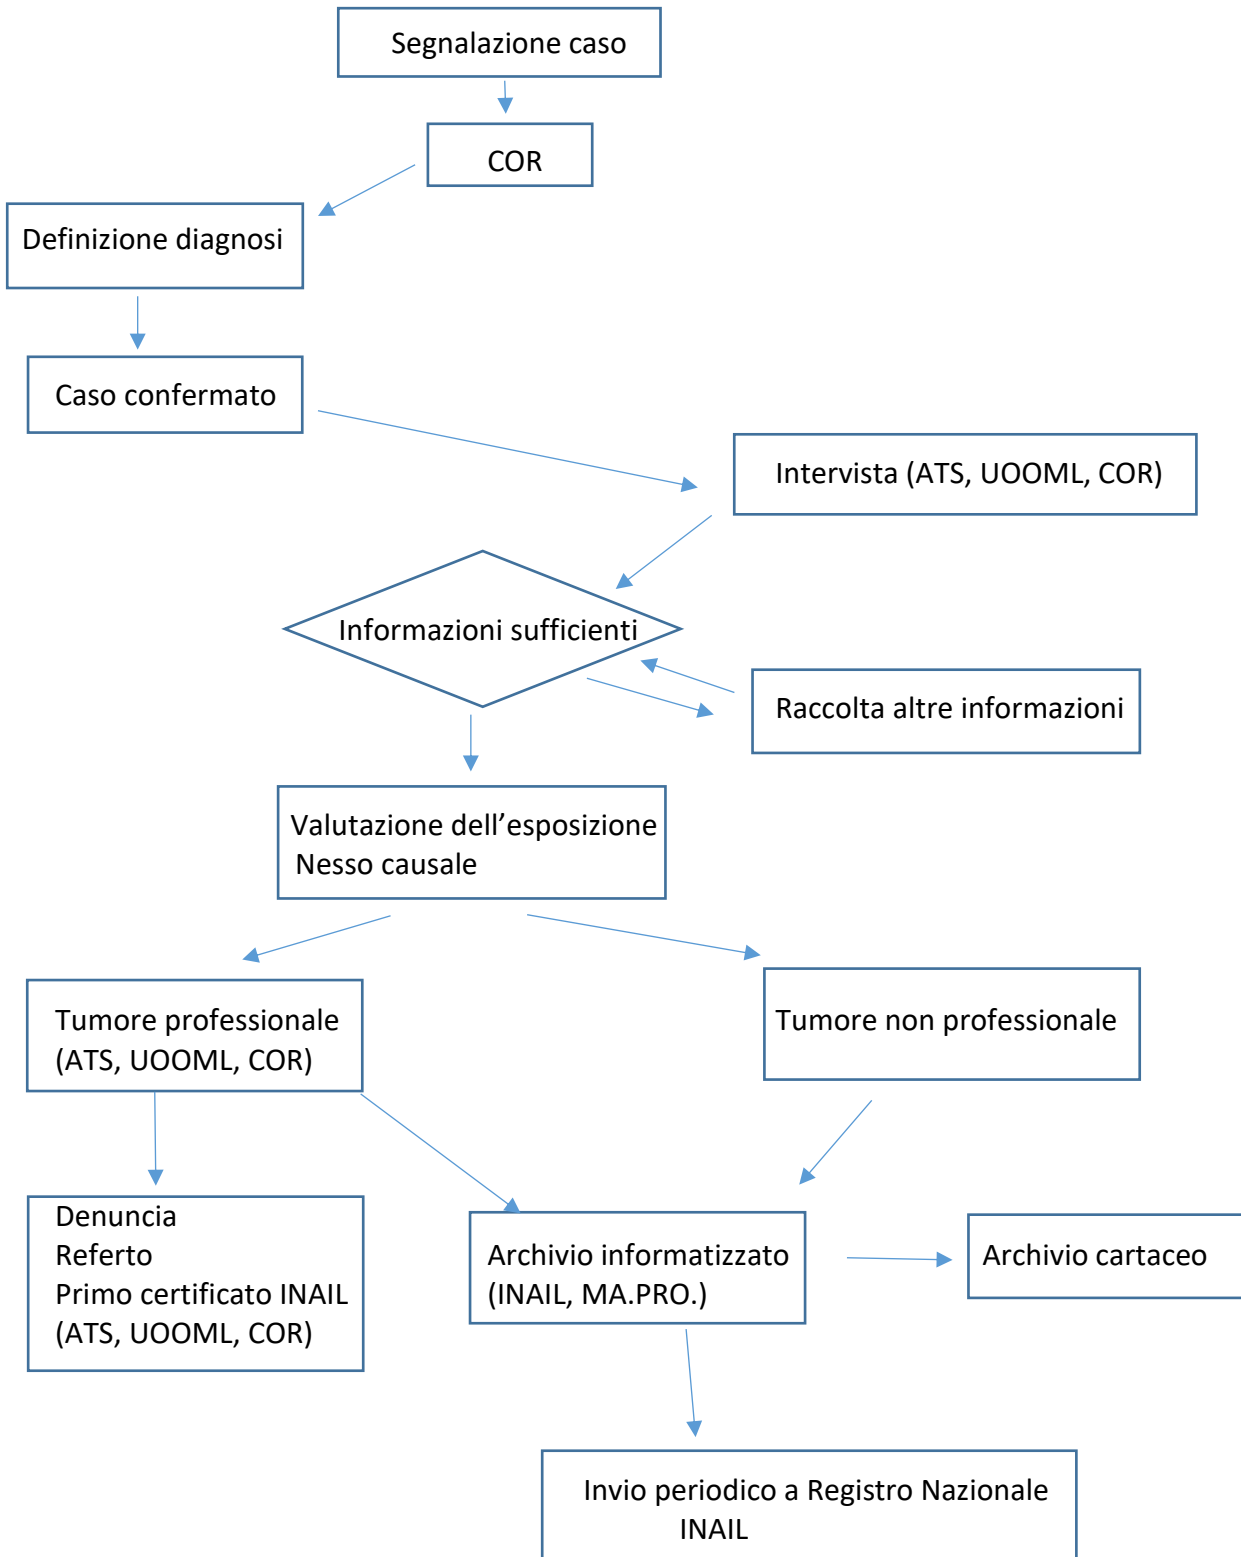 Segnalazione caso
COR
Definizione diagnosi
Caso confermato
Intervista (ATS, UOOML, COR)
Informazioni sufficienti
Raccolta altre informazioni
Valutazione dell’esposizione
Nesso causale
Tumore professionale
(ATS, UOOML, COR)
Tumore non professionale
Denuncia
Referto
Primo certificato INAIL
(ATS, UOOML, COR)
Archivio informatizzato
(INAIL, MA.PRO.)
Archivio cartaceo
Invio periodico a Registro Nazionale
INAIL